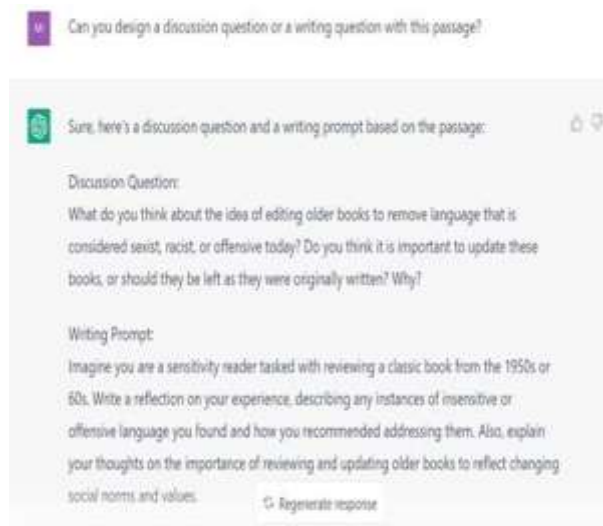 Can you design a discussion question or a writing question with this passage?
Sure, here's a discussion question and a writing prompt based on the passage:
Discussion Question:
What do you think about the idea of editing older books to remove language that is
considered sexist, racist, or offensive today? Do you think it is important to update these
books, or should they be left as they were originally written? Why?
Writing Prompt:
Imagine you are a sensitivity reader tasked with reviewing a classic book from the 1950s or
60s. Write a reflection on your experience, describing any instances of insensitive or
offensive language you found and how you recommended addressing them. Also, explain
your thoughts on the importance of reviewing and updating older books to reflect changing
social norms and values.
Regenerate response